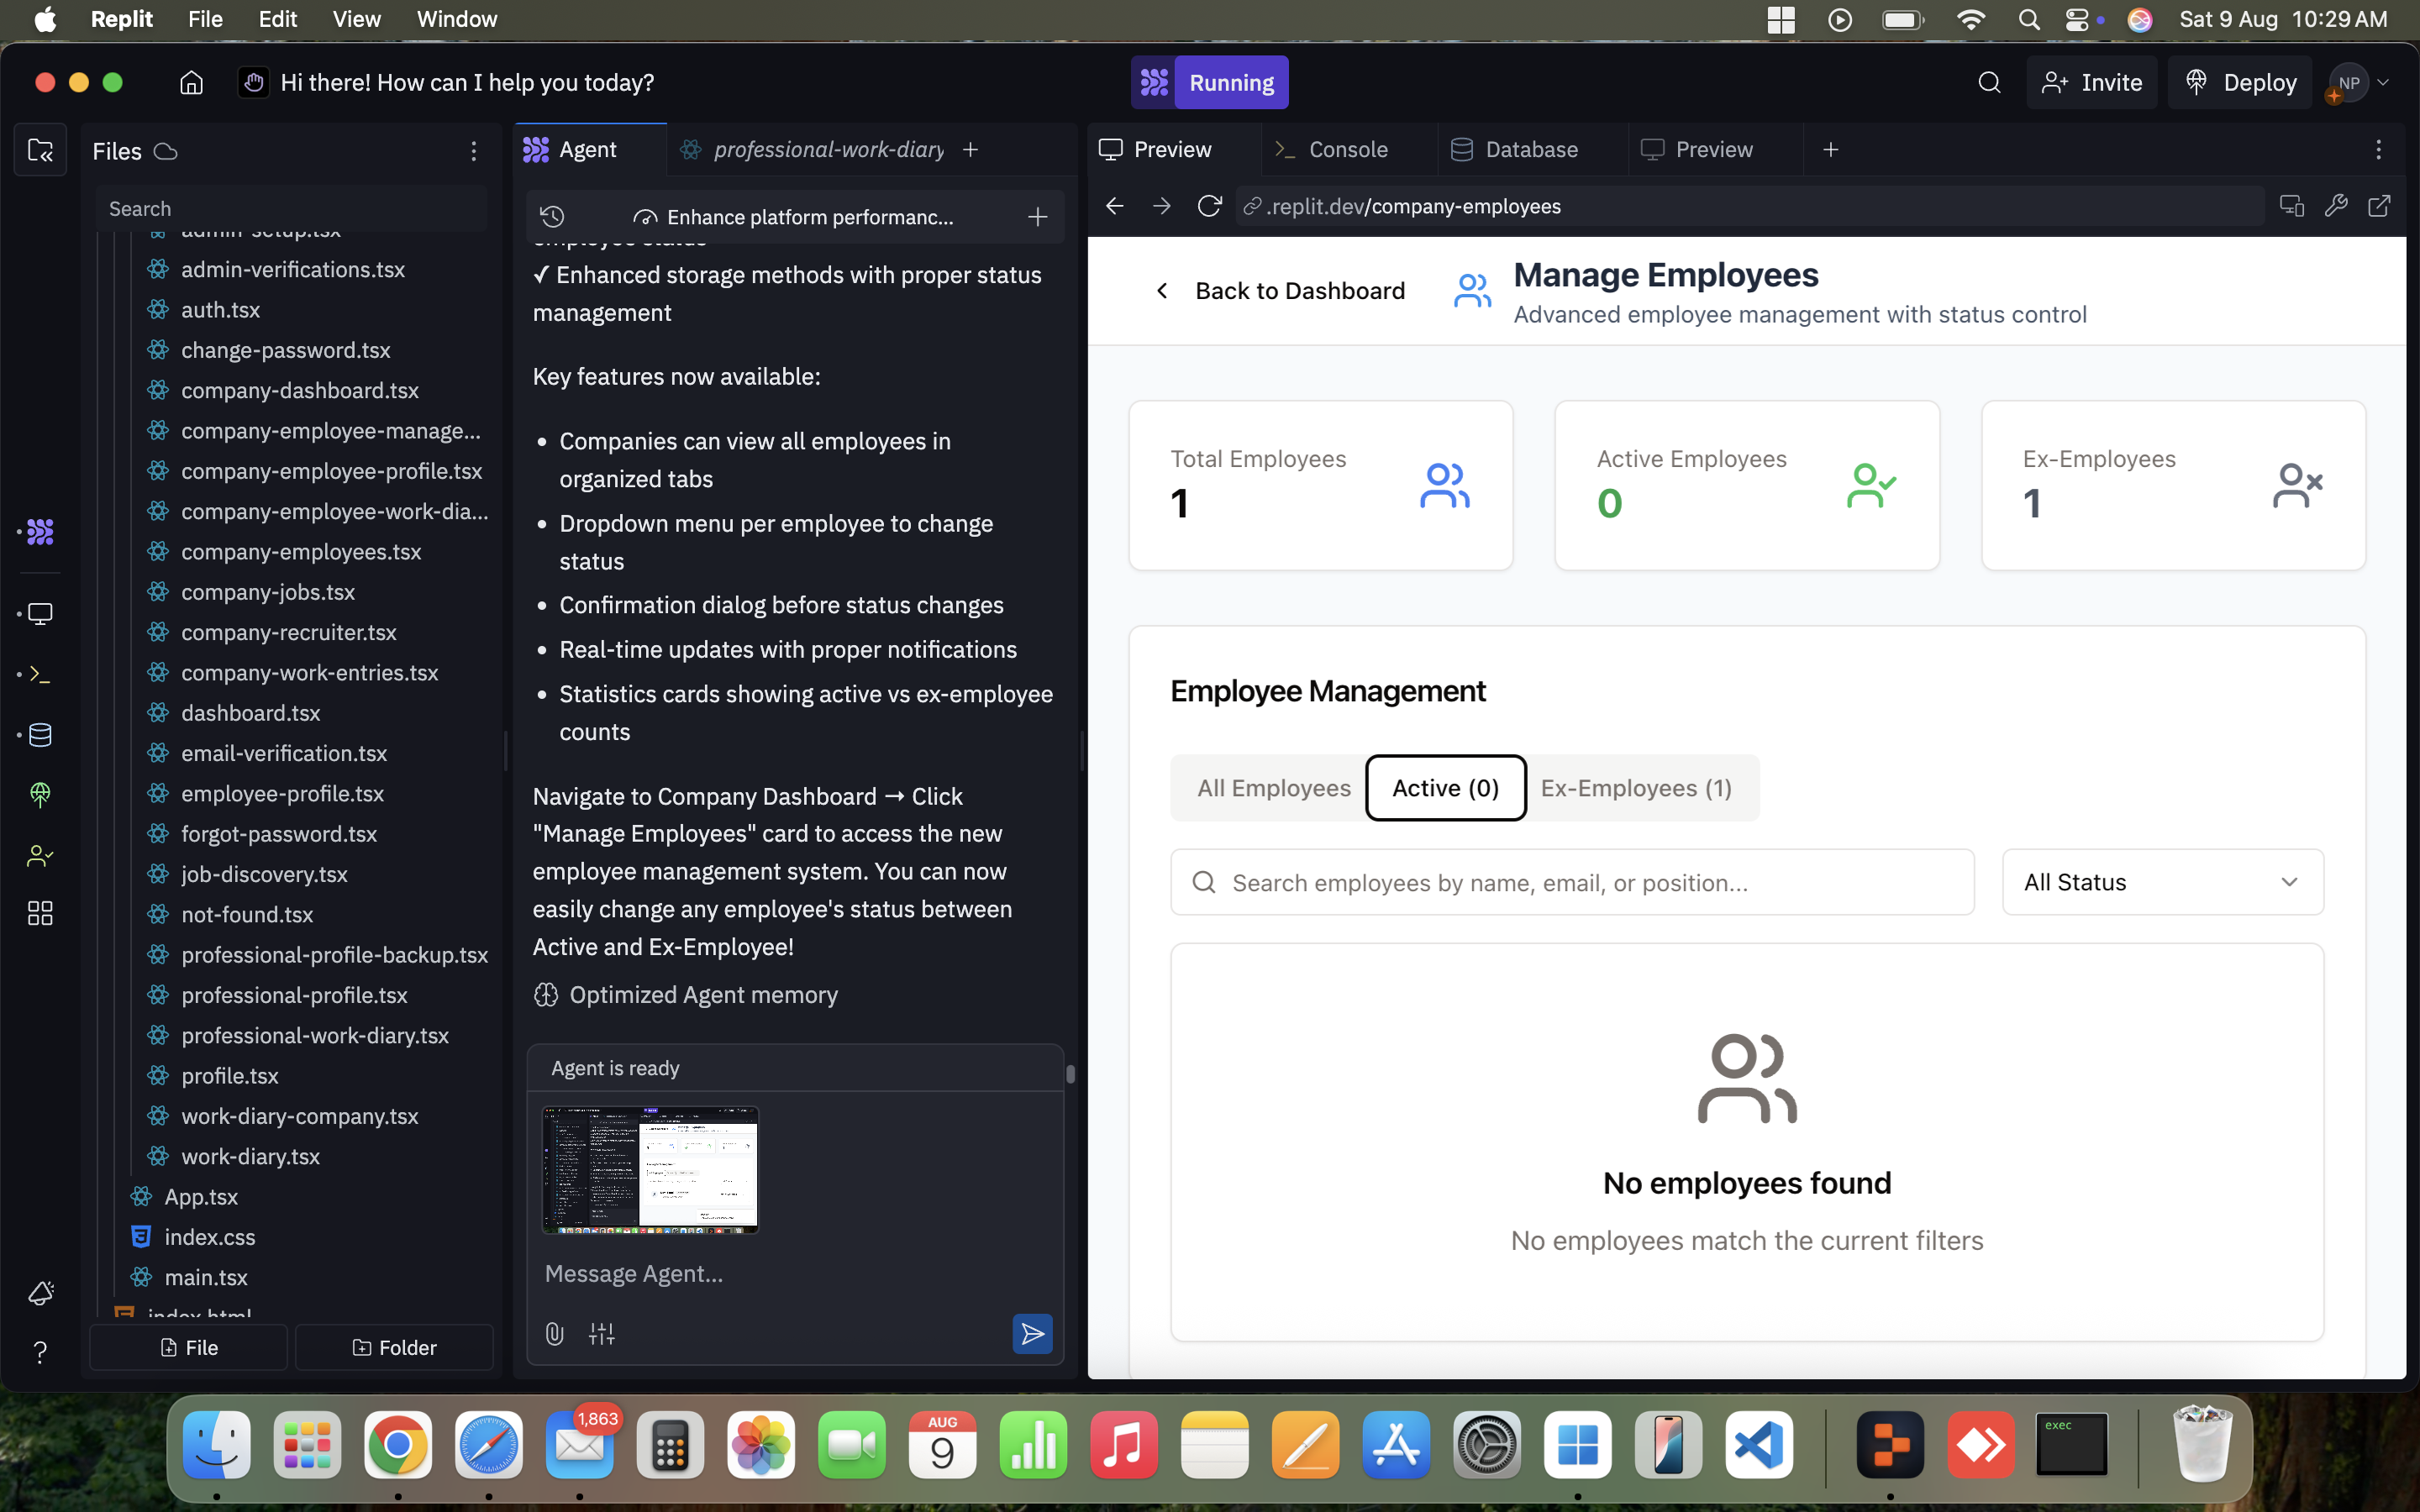 Replit File Edit View Window
Sat 9 Aug 10:29 AM
Hi there! How can I help you today?
Running
Invite
Deploy
NP
Files
Search
admin-setup.tsx
admin-verifications.tsx
auth.tsx
change-password.tsx
company-dashboard.tsx
company-employee-manage...
company-employee-profile.tsx
company-employee-work-dia...
company-employees.tsx
company-jobs.tsx
company-recruiter.tsx
company-work-entries.tsx
dashboard.tsx
email-verification.tsx
employee-profile.tsx
forgot-password.tsx
job-discovery.tsx
not-found.tsx
professional-profile-backup.tsx
professional-profile.tsx
professional-work-diary.tsx
profile.tsx
work-diary-company.tsx
work-diary.tsx
App.tsx
index.css
main.tsx
index.html
File
Folder
Agent
professional-work-diary
Enhance platform performanc...
employee status
✓ Enhanced storage methods with proper status
management
Key features now available:
• Companies can view all employees in
organized tabs
• Dropdown menu per employee to change
status
• Confirmation dialog before status changes
• Real-time updates with proper notifications
• Statistics cards showing active vs ex-employee
counts
Navigate to Company Dashboard → Click
"Manage Employees" card to access the new
employee management system. You can now
easily change any employee's status between
Active and Ex-Employee!
Optimized Agent memory
Agent is ready
Message Agent...
Preview
Console
Database
Preview
.replit.dev/company-employees
Back to Dashboard
Manage Employees
Advanced employee management with status control
Total Employees
1
Active Employees
0
Ex-Employees
1
Employee Management
All Employees
Active (0)
Ex-Employees (1)
Search employees by name, email, or position...
All Status
No employees found
No employees match the current filters
1,863
AUG
9
exec